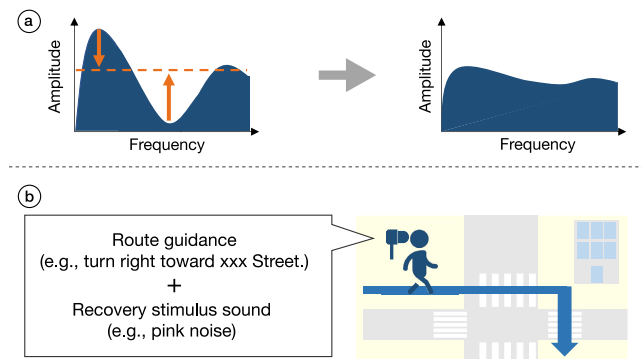 a
Amplitude
Frequency
Amplitude
Frequency
b
Route guidance
(e.g., turn right toward xxx Street.)
+
Recovery stimulus sound
(e.g., pink noise)